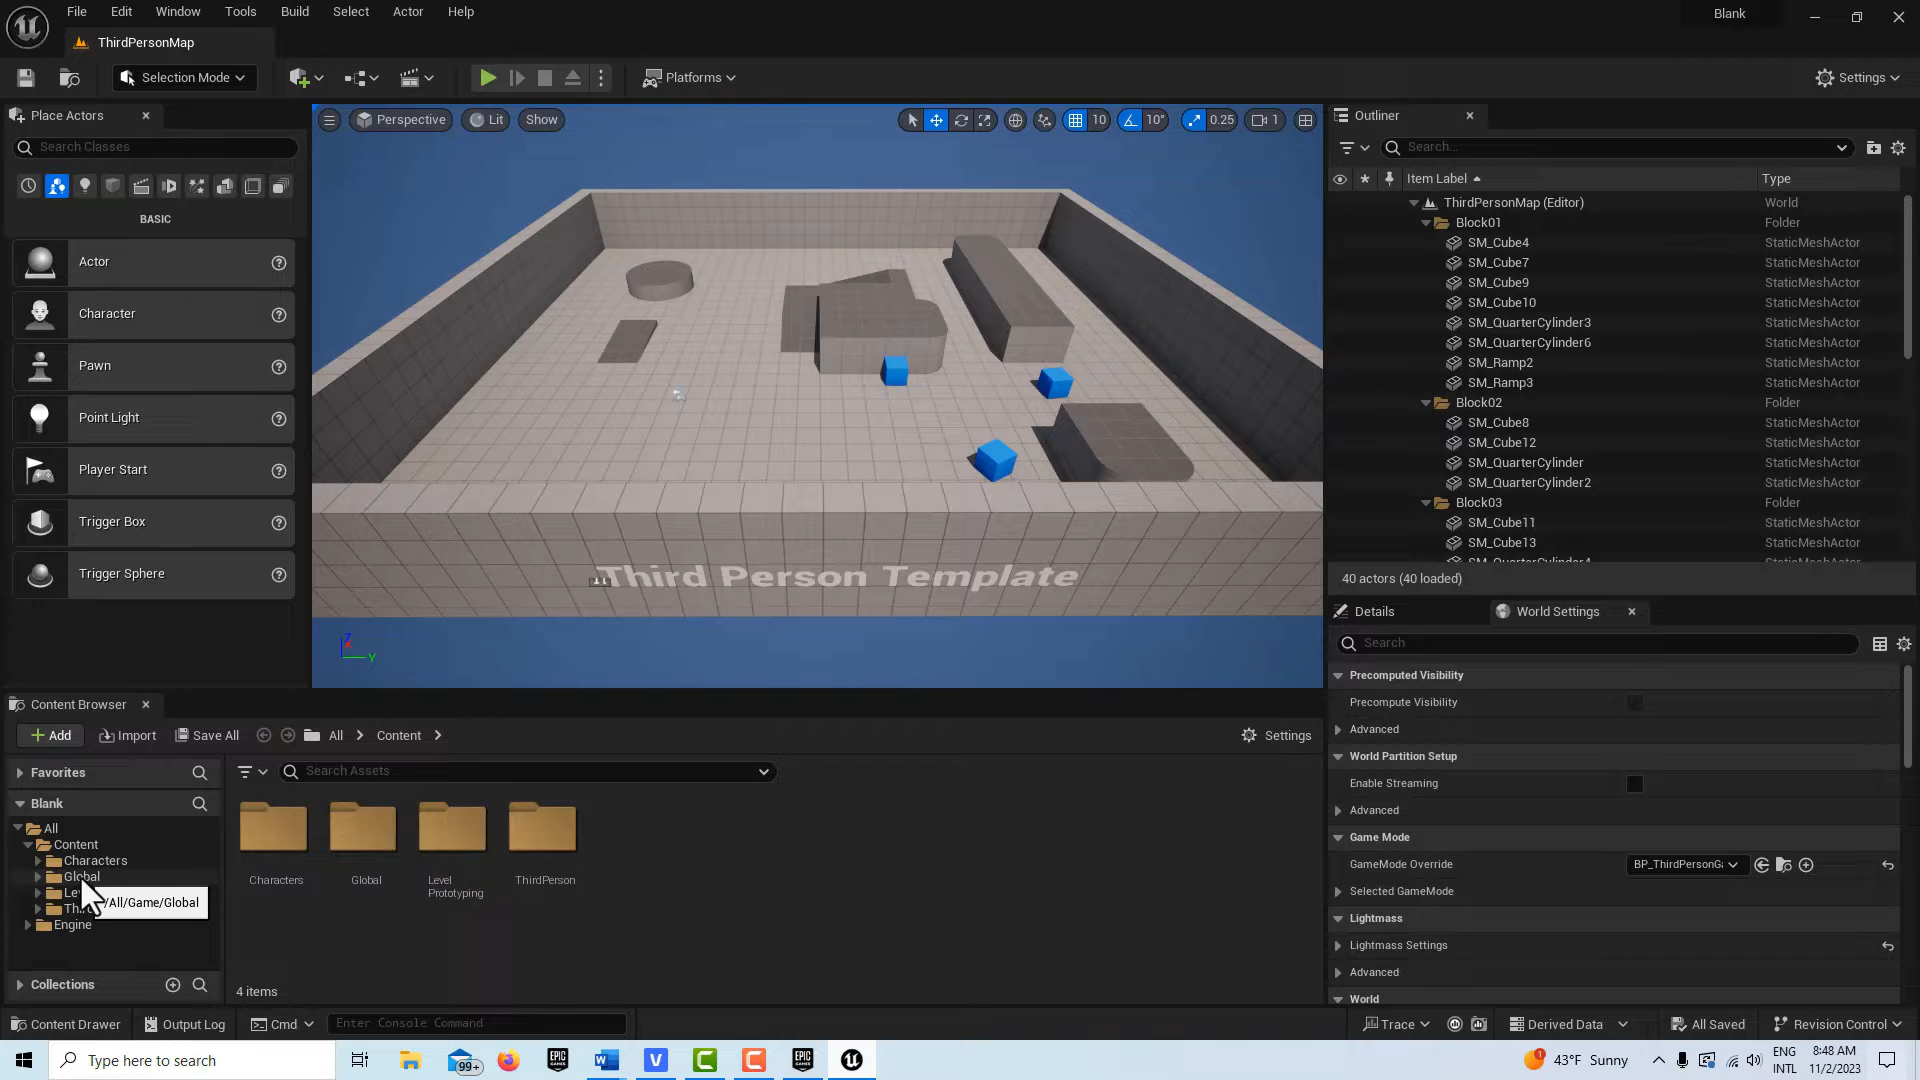 File Edit Window Tools Build Select Actor Help
Blank
ThirdPersonMap
Selection Mode
Platforms
Settings
Place Actors
Search Classes
BASIC
Actor
Character
Pawn
Point Light
Player Start
Trigger Box
Trigger Sphere
Perspective Lit Show
10 10° 0.25 1
Third Person Template
Z
Y
Outliner
Search...
Item Label Type
ThirdPersonMap (Editor) World
Block01 Folder
SM_Cube4 StaticMeshActor
SM_Cube7 StaticMeshActor
SM_Cube9 StaticMeshActor
SM_Cube10 StaticMeshActor
SM_QuarterCylinder3 StaticMeshActor
SM_QuarterCylinder6 StaticMeshActor
SM_Ramp2 StaticMeshActor
SM_Ramp3 StaticMeshActor
Block02 Folder
SM_Cube8 StaticMeshActor
SM_Cube12 StaticMeshActor
SM_QuarterCylinder StaticMeshActor
SM_QuarterCylinder2 StaticMeshActor
Block03 Folder
SM_Cube11 StaticMeshActor
SM_Cube13 StaticMeshActor
40 actors (40 loaded)
Details World Settings
Search
Precomputed Visibility
Precompute Visibility
Advanced
World Partition Setup
Enable Streaming
Advanced
Game Mode
GameMode Override BP_ThirdPersonGa
Selected GameMode
Lightmass
Lightmass Settings
Advanced
World
Content Browser
Add Import Save All All Content Settings
Favorites
Search Assets
Blank
All
Content
Characters
Global
/All/Game/Global
Engine
Collections
Characters
Global
Level
Prototyping
ThirdPerson
4 items
Content Drawer Output Log Cmd Enter Console Command
Trace Derived Data All Saved Revision Control
Type here to search
99+
EPIC GAMES
EPIC GAMES
1
43°F Sunny
ENG
INTL
8:48 AM
11/2/2023